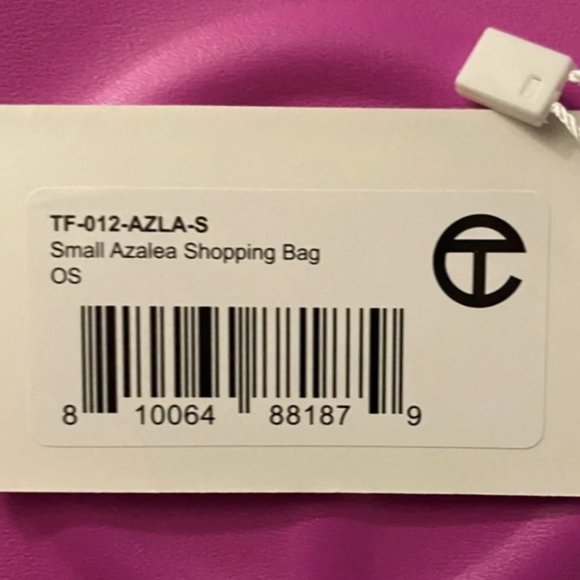 TF-012-AZLA-S
Small Azalea Shopping Bag
OS
8 10064 88187 9